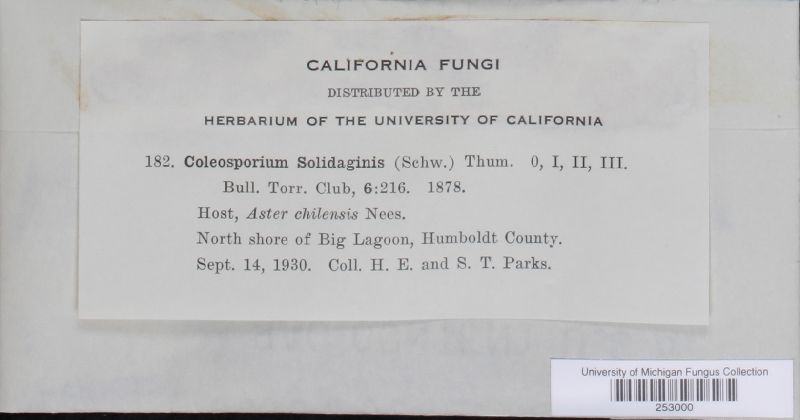 CALIFORNIA FUNGI
DISTRIBUTED BY THE
HERBARIUM OF THE UNIVERSITY OF CALIFORNIA
182. Coleosporium Solidaginis (Schw.) Thum. 0, I, II, III.
Bull. Torr. Club, 6:216. 1878.
Host, Aster chilensis Nees.
North shore of Big Lagoon, Humboldt County.
Sept. 14, 1930. Coll. H. E. and S. T. Parks.
University of Michigan Fungus Collection
253000